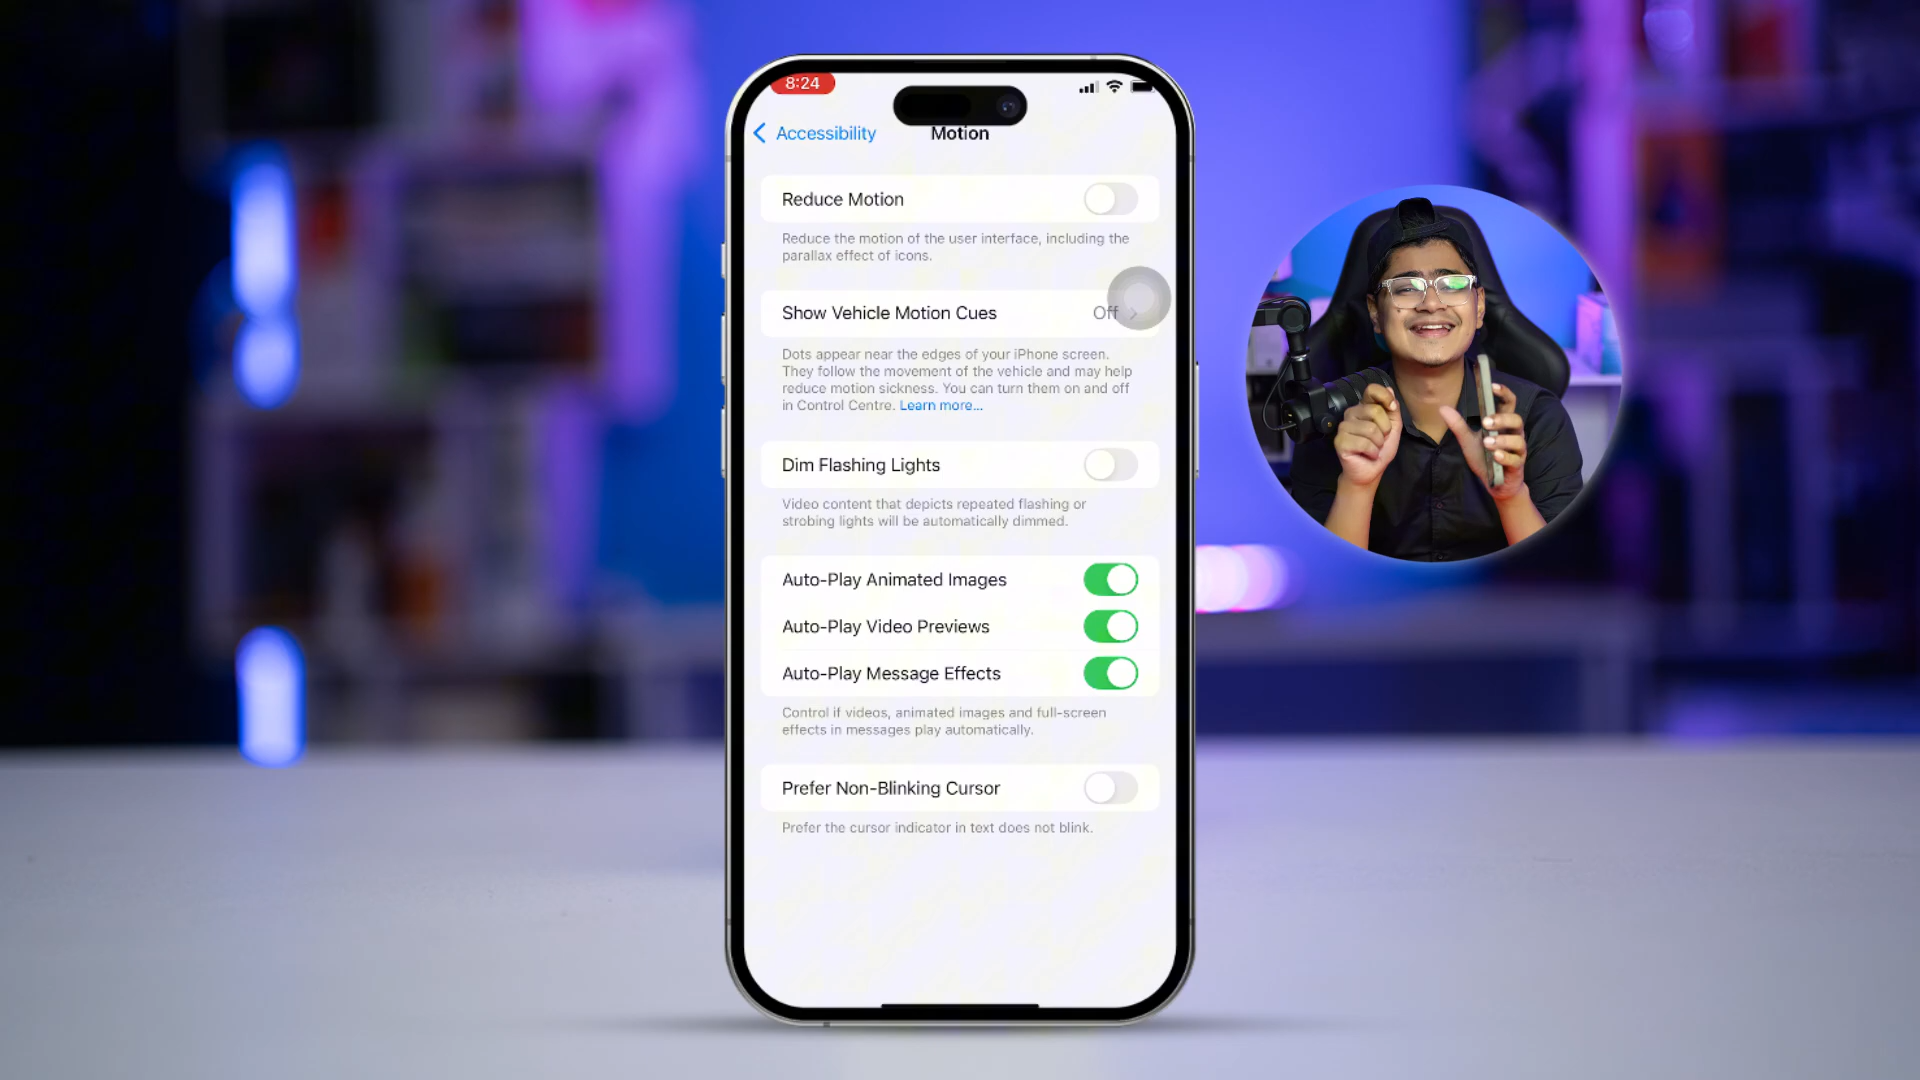 8:24
Accessibility
Motion
Reduce Motion
Reduce the motion of the user interface, including the
parallax effect of icons.
Show Vehicle Motion Cues Off
Dots appear near the edges of your iPhone screen.
They follow the movement of the vehicle and may help
reduce motion sickness. You can turn them on and off
in Control Centre. Learn more...
Dim Flashing Lights
Video content that depicts repeated flashing or
strobing lights will be automatically dimmed.
Auto-Play Animated Images
Auto-Play Video Previews
Auto-Play Message Effects
Control if videos, animated images and full-screen
effects in messages play automatically.
Prefer Non-Blinking Cursor
Prefer the cursor indicator in text does not blink.